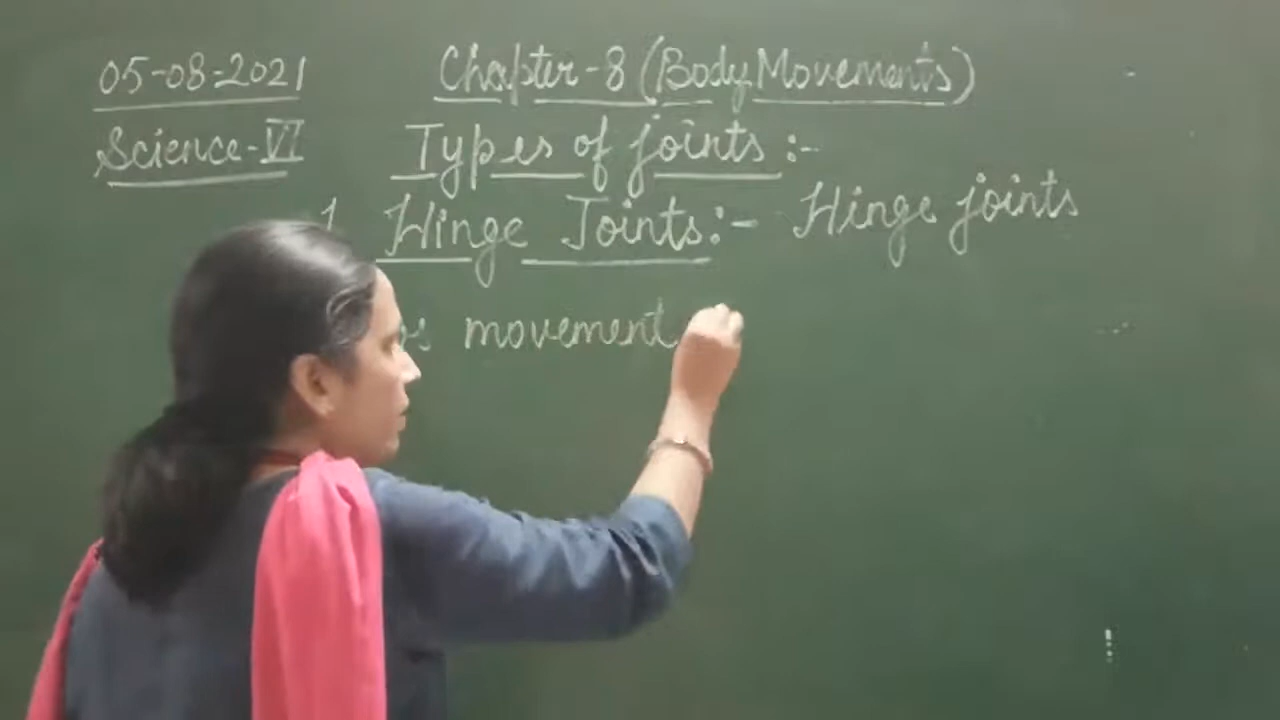 05-08-2021 Chapter-8 (Body Movements)
Science-VI Types of joints :-
1. Hinge Joints:- Hinge joints
movement